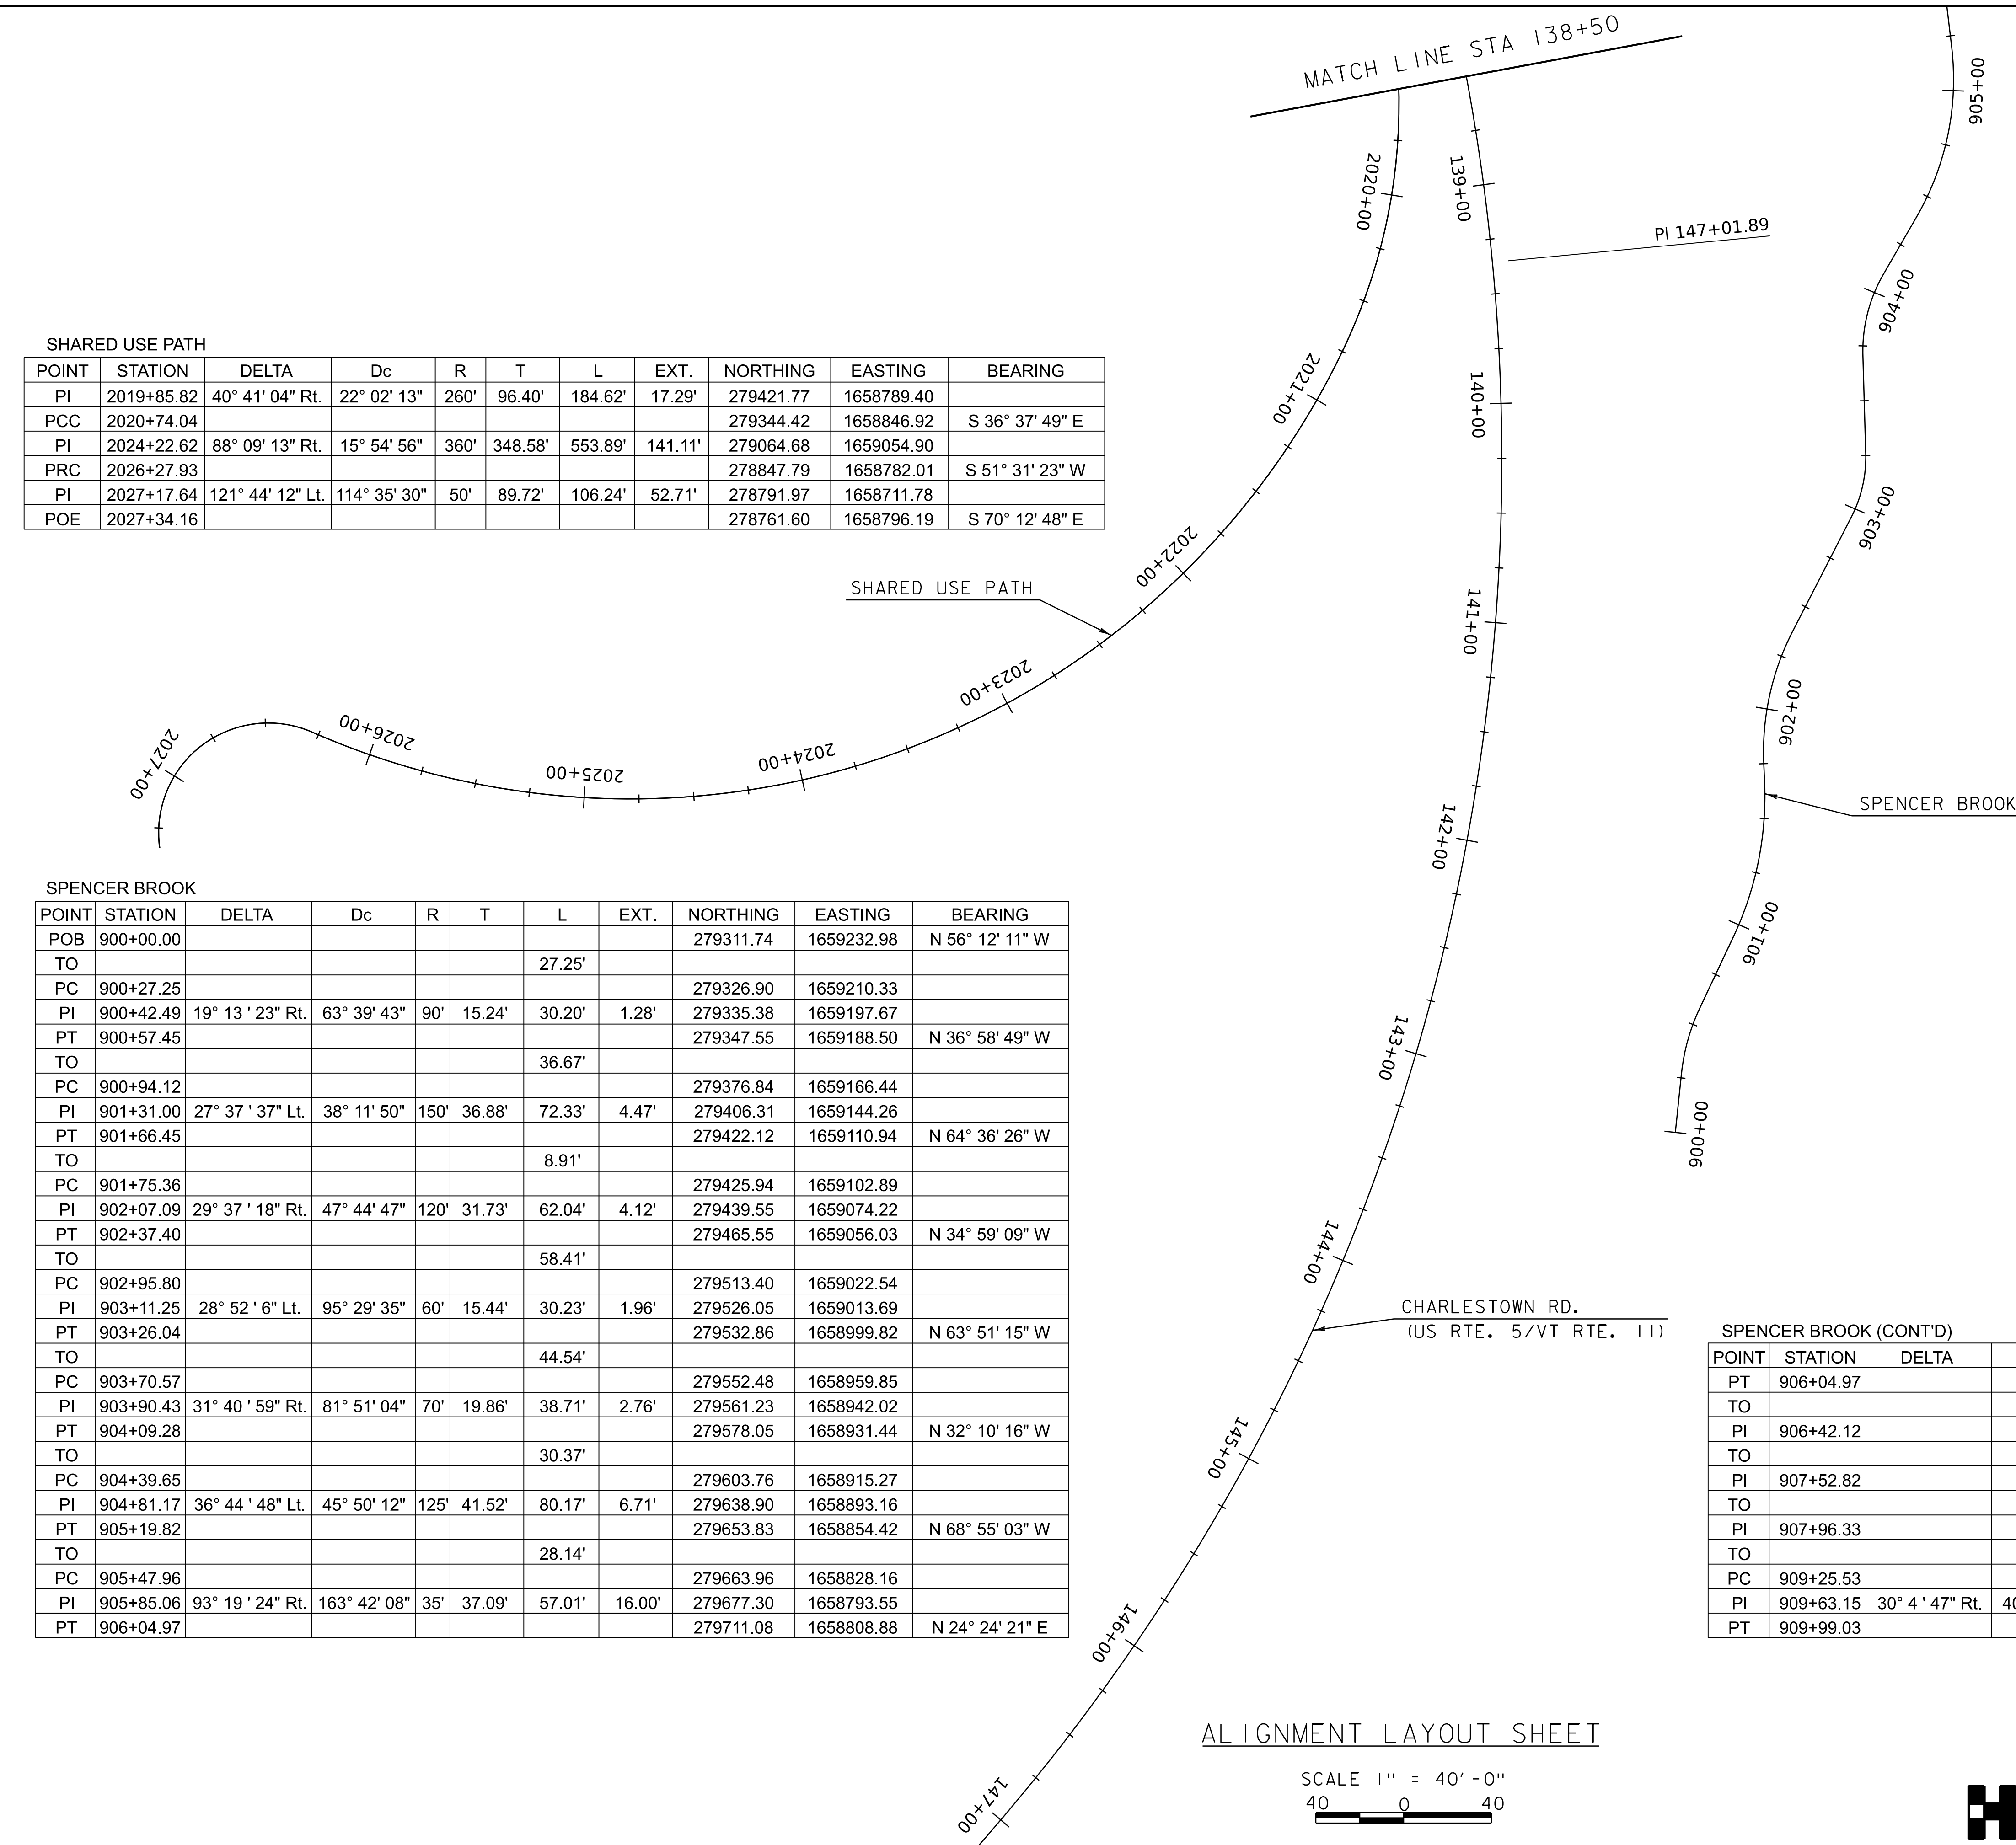 MATCH LINE STA 138+50
905+00
2020+00
139+00
PI 147+01.89
904+00
SHARED USE PATH
POINT STATION DELTA Dc R T L EXT. NORTHING EASTING BEARING
PI 2019+85.82 40° 41' 04" Rt. 22° 02' 13" 260' 96.40' 184.62' 17.29' 279421.77 1658789.40
PCC 2020+74.04 279344.42 1658846.92 S 36° 37' 49" E
PI 2024+22.62 88° 09' 13" Rt. 15° 54' 56" 360' 348.58' 553.89' 141.11' 279064.68 1659054.90
PRC 2026+27.93 278847.79 1658782.01 S 51° 31' 23" W
PI 2027+17.64 121° 44' 12" Lt. 114° 35' 30" 50' 89.72' 106.24' 52.71' 278791.97 1658711.78
POE 2027+34.16 278761.60 1658796.19 S 70° 12' 48" E
2021+00
140+00
903+00
2022+00
SHARED USE PATH
141+00
2023+00
902+00
2026+00
2027+00
2024+00
2025+00
SPENCER BROOK
142+00
901+00
SPENCER BROOK
POINT STATION DELTA Dc R T L EXT. NORTHING EASTING BEARING
POB 900+00.00 279311.74 1659232.98 N 56° 12' 11" W
TO 27.25'
PC 900+27.25 279326.90 1659210.33
PI 900+42.49 19° 13 ' 23" Rt. 63° 39' 43" 90' 15.24' 30.20' 1.28' 279335.38 1659197.67
PT 900+57.45 279347.55 1659188.50 N 36° 58' 49" W
TO 36.67'
PC 900+94.12 279376.84 1659166.44
PI 901+31.00 27° 37 ' 37" Lt. 38° 11' 50" 150' 36.88' 72.33' 4.47' 279406.31 1659144.26
PT 901+66.45 279422.12 1659110.94 N 64° 36' 26" W
TO 8.91'
PC 901+75.36 279425.94 1659102.89
PI 902+07.09 29° 37 ' 18" Rt. 47° 44' 47" 120' 31.73' 62.04' 4.12' 279439.55 1659074.22
PT 902+37.40 279465.55 1659056.03 N 34° 59' 09" W
TO 58.41'
PC 902+95.80 279513.40 1659022.54
PI 903+11.25 28° 52 ' 6" Lt. 95° 29' 35" 60' 15.44' 30.23' 1.96' 279526.05 1659013.69
PT 903+26.04 279532.86 1658999.82 N 63° 51' 15" W
TO 44.54'
PC 903+70.57 279552.48 1658959.85
PI 903+90.43 31° 40 ' 59" Rt. 81° 51' 04" 70' 19.86' 38.71' 2.76' 279561.23 1658942.02
PT 904+09.28 279578.05 1658931.44 N 32° 10' 16" W
TO 30.37'
PC 904+39.65 279603.76 1658915.27
PI 904+81.17 36° 44 ' 48" Lt. 45° 50' 12" 125' 41.52' 80.17' 6.71' 279638.90 1658893.16
PT 905+19.82 279653.83 1658854.42 N 68° 55' 03" W
TO 28.14'
PC 905+47.96 279663.96 1658828.16
PI 905+85.06 93° 19 ' 24" Rt. 163° 42' 08" 35' 37.09' 57.01' 16.00' 279677.30 1658793.55
PT 906+04.97 279711.08 1658808.88 N 24° 24' 21" E
143+00
900+00
144+00
CHARLESTOWN RD.
(US RTE. 5/VT RTE. 11)
145+00
146+00
147+00
SPENCER BROOK (CONT'D)
POINT STATION DELTA
PT 906+04.97
TO
PI 906+42.12
TO
PI 907+52.82
TO
PI 907+96.33
TO
PC 909+25.53
PI 909+63.15 30° 4 ' 47" Rt. 40
PT 909+99.03
ALIGNMENT LAYOUT SHEET
SCALE 1" = 40'-0"
40 0 40